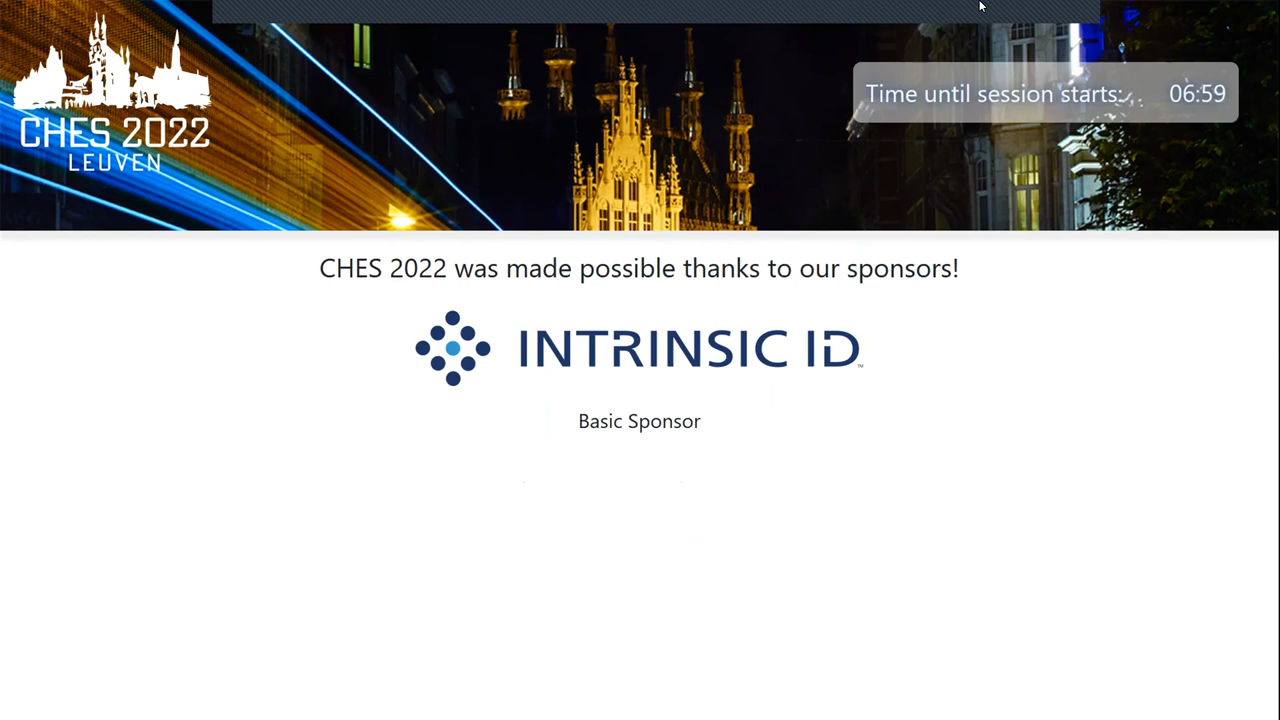 CHES 2022
LEUVEN
Time until session starts: 06:59
CHES 2022 was made possible thanks to our sponsors!
INTRINSIC ID™
Basic Sponsor